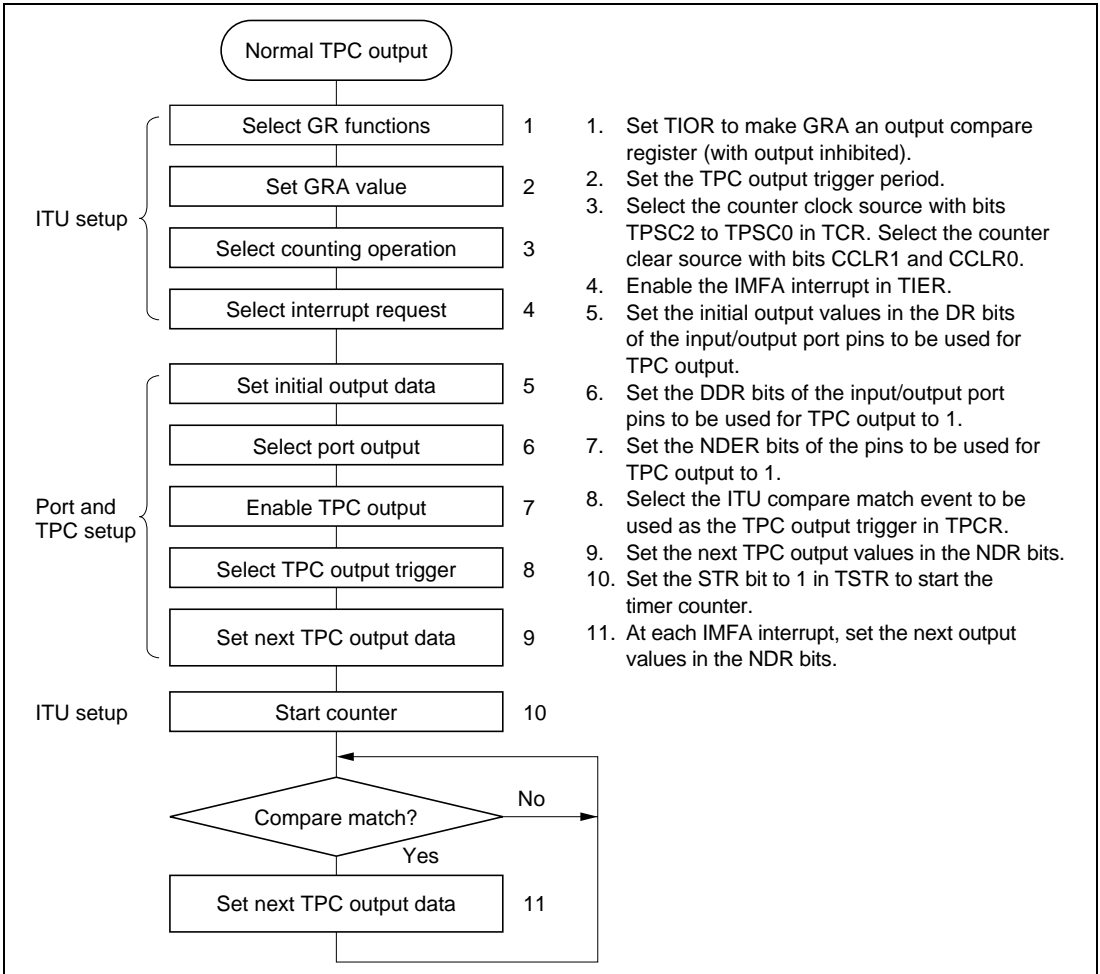 Normal TPC output
Select GR functions 1
Set GRA value 2
ITU setup
Select counting operation 3
Select interrupt request 4
Set initial output data 5
Select port output 6
Port and
TPC setup
Enable TPC output 7
Select TPC output trigger 8
Set next TPC output data 9
ITU setup Start counter 10
Compare match? No
Yes
Set next TPC output data 11
1. Set TIOR to make GRA an output compare
register (with output inhibited).
2. Set the TPC output trigger period.
3. Select the counter clock source with bits
TPSC2 to TPSC0 in TCR. Select the counter
clear source with bits CCLR1 and CCLR0.
4. Enable the IMFA interrupt in TIER.
5. Set the initial output values in the DR bits
of the input/output port pins to be used for
TPC output.
6. Set the DDR bits of the input/output port
pins to be used for TPC output to 1.
7. Set the NDER bits of the pins to be used for
TPC output to 1.
8. Select the ITU compare match event to be
used as the TPC output trigger in TPCR.
9. Set the next TPC output values in the NDR bits.
10. Set the STR bit to 1 in TSTR to start the
timer counter.
11. At each IMFA interrupt, set the next output
values in the NDR bits.